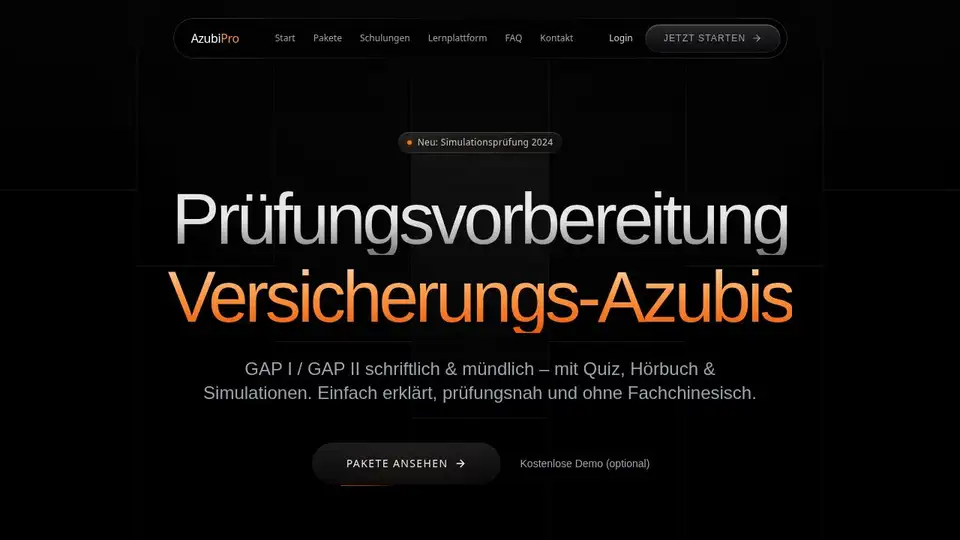 AzubiPro
Start
Pakete
Schulungen
Lernplattform
FAQ
Kontakt
Login
JETZT STARTEN →
Neu: Simulationsprüfung 2024
Prüfungsvorbereitung
Versicherungs-Azubis
GAP I / GAP II schriftlich & mündlich – mit Quiz, Hörbuch &
Simulationen. Einfach erklärt, prüfungsnah und ohne Fachchinesisch.
PAKETE ANSEHEN →
Kostenlose Demo (optional)